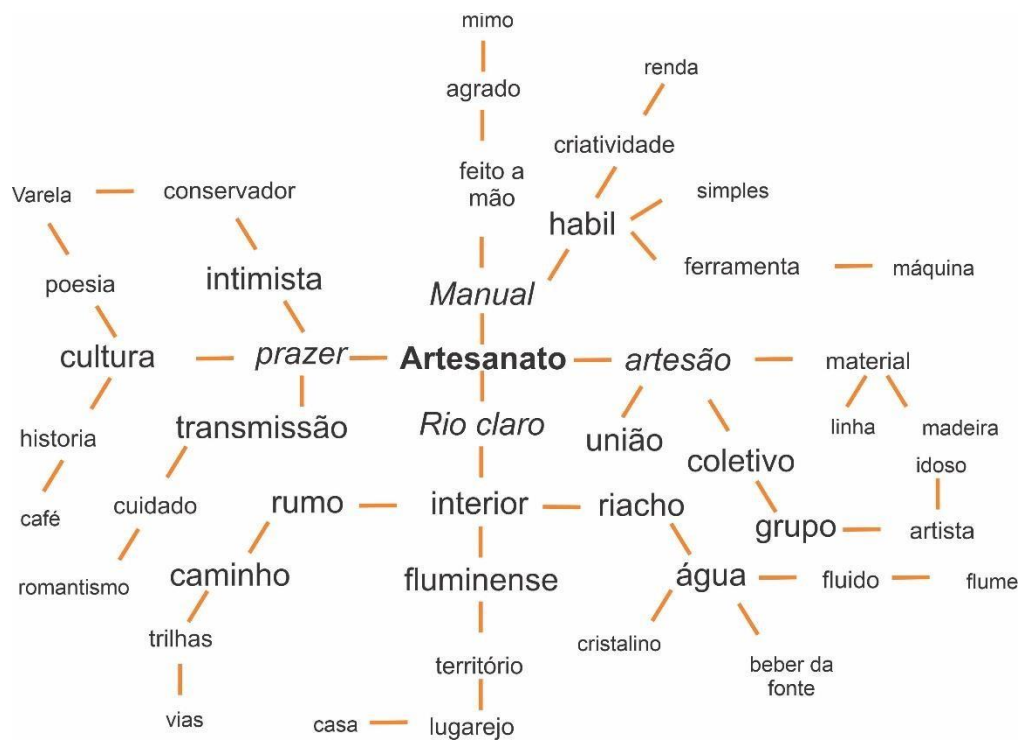 mimo
renda
agrado
criatividade
feito a
mão
simples
Varela
conservador
habil
ferramenta
máquina
intimista
poesia
Manual
cultura
prazer
Artesanato
artesão
material
Rio claro
transmissão
união
linha
madeira
historia
coletivo
idoso
café
cuidado
rumo
interior
riacho
grupo
artista
romantismo
caminho
fluminense
água
fluido
flume
trilhas
cristalino
território
beber da
fonte
vias
casa
lugarejo